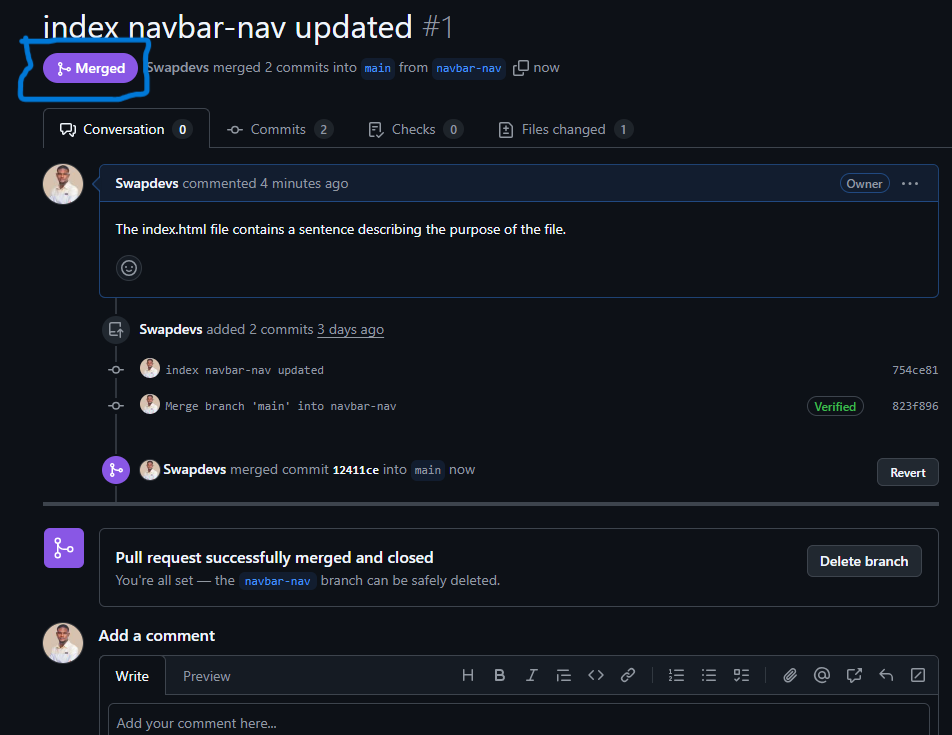 index navbar-nav updated #1
Merged Swapdevs merged 2 commits into main from navbar-nav now
Conversation 0 Commits 2 Checks 0 Files changed 1
Swapdevs commented 4 minutes ago Owner ...
The index.html file contains a sentence describing the purpose of the file.
Swapdevs added 2 commits 3 days ago
index navbar-nav updated 754ce81
Merge branch 'main' into navbar-nav Verified 823f896
Swapdevs merged commit 12411ce into main now Revert
Pull request successfully merged and closed
You're all set — the navbar-nav branch can be safely deleted. Delete branch
Add a comment
Write Preview
Add your comment here...